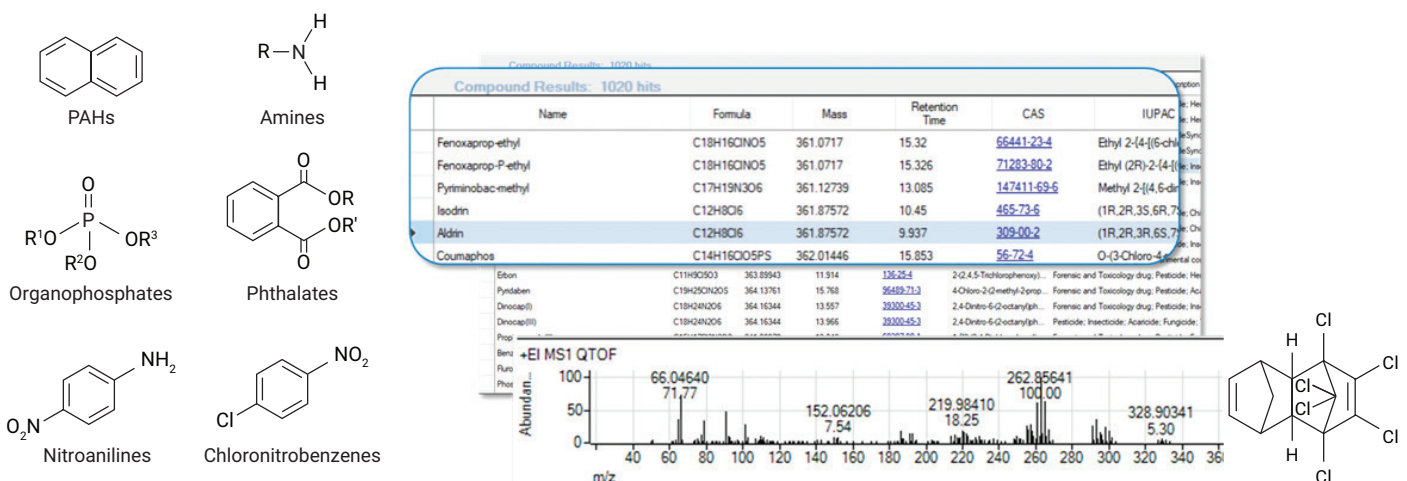 PAHs
H
R N
H
Amines
O
P
R¹O OR³
R²O
Organophosphates
O
OR
OR'
O
Phthalates
NH₂
O₂N
Nitroanilines
NO₂
Cl
Chloronitrobenzenes
Compound Results: 1020 hits
Compound Results: 1020 hits
Name Formula Mass Retention Time CAS IUPAC
Fenoxaprop-ethyl C18H16ClNO5 361.0717 15.32 66441-23-4 Ethyl 2-{4-[(6-chl
Fenoxaprop-P-ethyl C18H16ClNO5 361.0717 15.326 71283-80-2 Ethyl (2R)-2-{4-[(
Pyriminobac-methyl C17H19N3O6 361.12739 13.085 147411-69-6 Methyl 2-[(4,6-dir
Isodrin C12H8Cl6 361.87572 10.45 465-73-6 (1R,2R,3S,6R,7S
Aldrin C12H8Cl6 361.87572 9.937 309-00-2 (1R,2R,3R,6S,7
Coumaphos C14H16ClO5PS 362.01446 15.853 56-72-4 O-(3-Chloro-4
Erbon C11H9Cl5O3 363.89943 11.914 136-25-4 2-(2,4,5-Trichlorophenoxy)... Forensic and Toxicology drug; Pesticide; He
Pyridaben C19H25ClN2OS 364.13761 15.768 96489-71-3 4-Chloro-2-(2-methyl-2-prop... Forensic and Toxicology drug; Pesticide; Aca
Dinocap(I) C18H24N2O6 364.16344 13.557 39300-45-3 2,4-Dinitro-6-(2-octanyl)ph... Forensic and Toxicology drug; Pesticide; Ins
Dinocap(III) C18H24N2O6 364.16344 13.966 39300-45-3 2,4-Dinitro-6-(2-octanyl)ph... Pesticide; Insecticide; Acaricide; Fungicide;
Prop
Bena
Fluro
Phos
+EI MS1 QTOF
Abundan...
100
50
0
66.04640
71.77
152.06206
7.54
219.98410
18.25
262.85641
100.00
328.90341
5.30
40 60 80 100 120 140 160 180 200 220 240 260 280 300 320 340 36
m/z
Cl
H
Cl
Cl
Cl
Cl
H
Cl